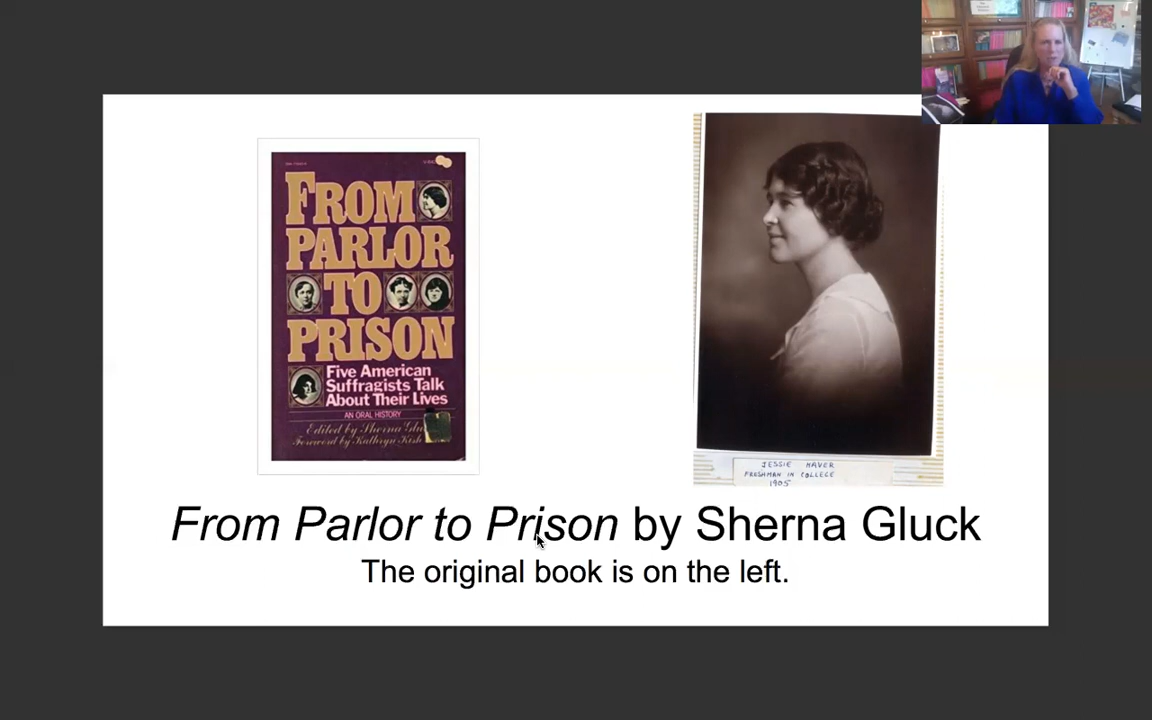 FROM
PARLOR
TO
PRISON
Five American
Suffragists Talk
About Their Lives
AN ORAL HISTORY
Edited by Sherna
Foreword by Kathryn
JESSIE HAVER
FRESHMAN IN COLLEGE
1905
From Parlor to Prison by Sherna Gluck
The original book is on the left.